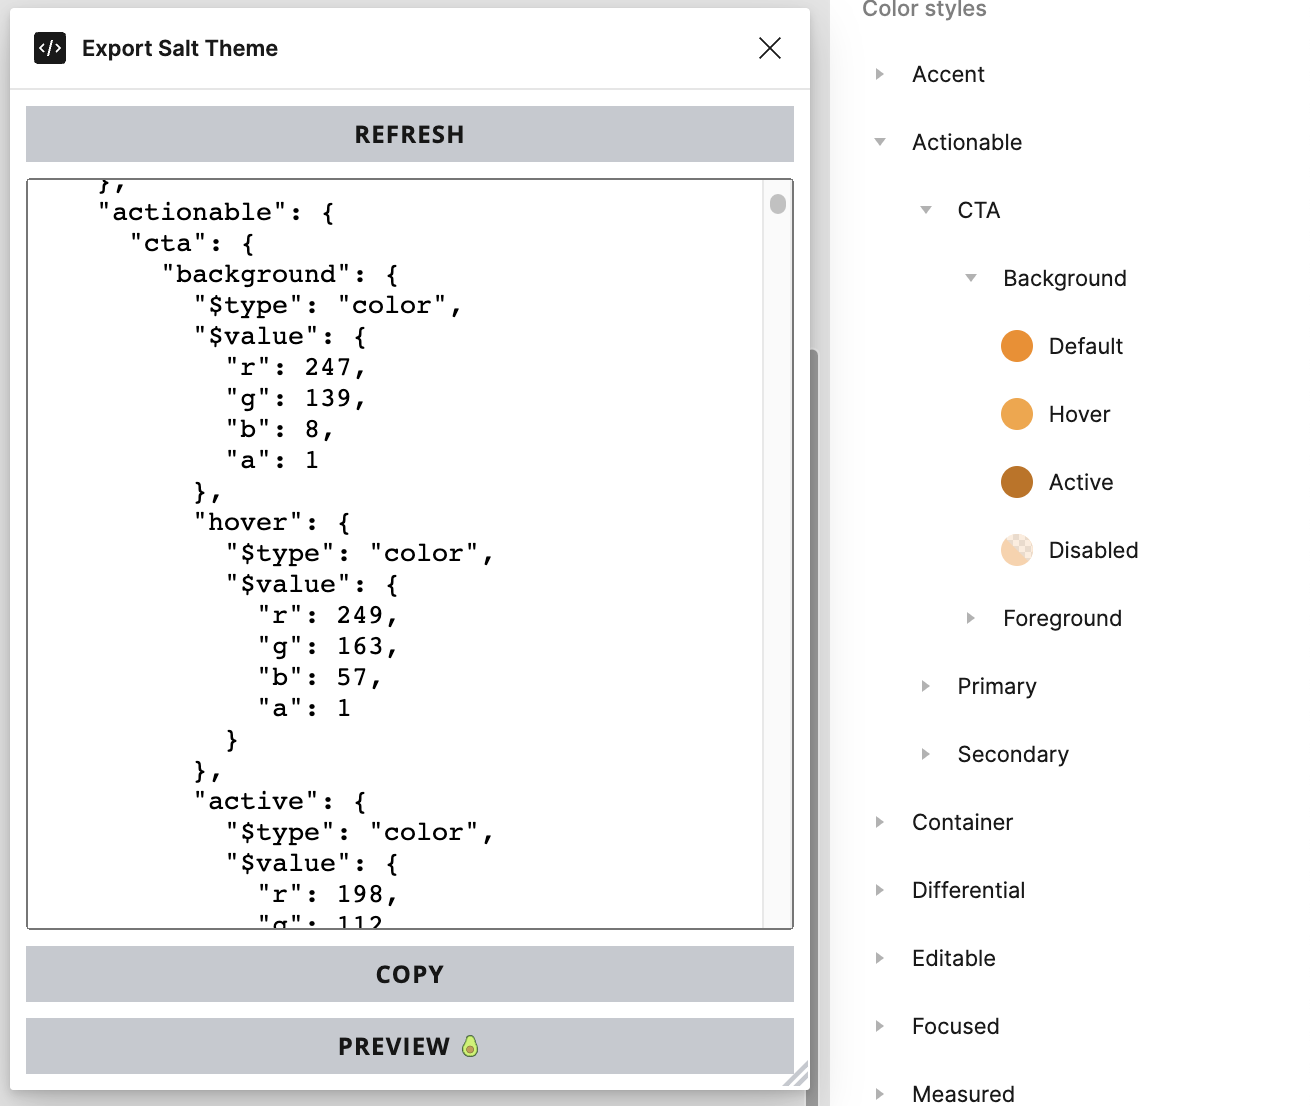 Export Salt Theme
REFRESH
},
"actionable": {
"cta": {
"background": {
"$type": "color",
"$value": {
"r": 247,
"g": 139,
"b": 8,
"a": 1
},
"hover": {
"$type": "color",
"$value": {
"r": 249,
"g": 163,
"b": 57,
"a": 1
}
},
"active": {
"$type": "color",
"$value": {
"r": 198,
"g": 112
COPY
PREVIEW 🥑
Color styles
Accent
Actionable
CTA
Background
Default
Hover
Active
Disabled
Foreground
Primary
Secondary
Container
Differential
Editable
Focused
Measured